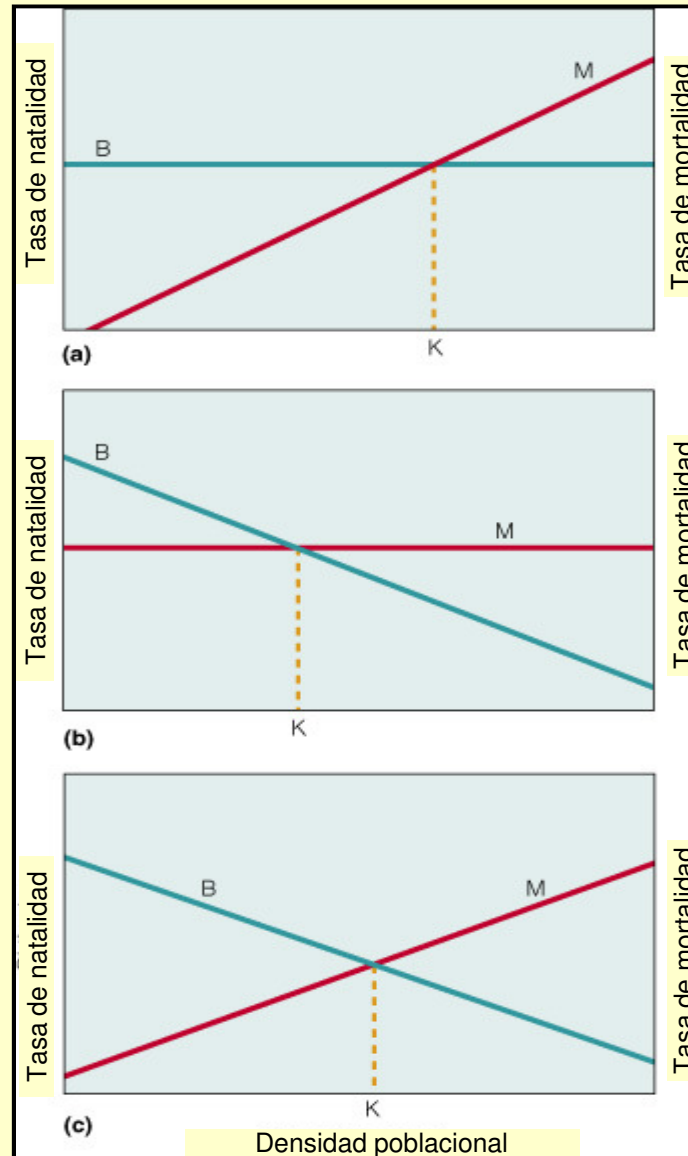 Tasa de natalidad
B
M
Tasa de mortalidad
K
(a)
Tasa de natalidad
B
M
Tasa de mortalidad
K
(b)
Tasa de natalidad
B
M
Tasa de mortalidad
K
(c)
Densidad poblacional